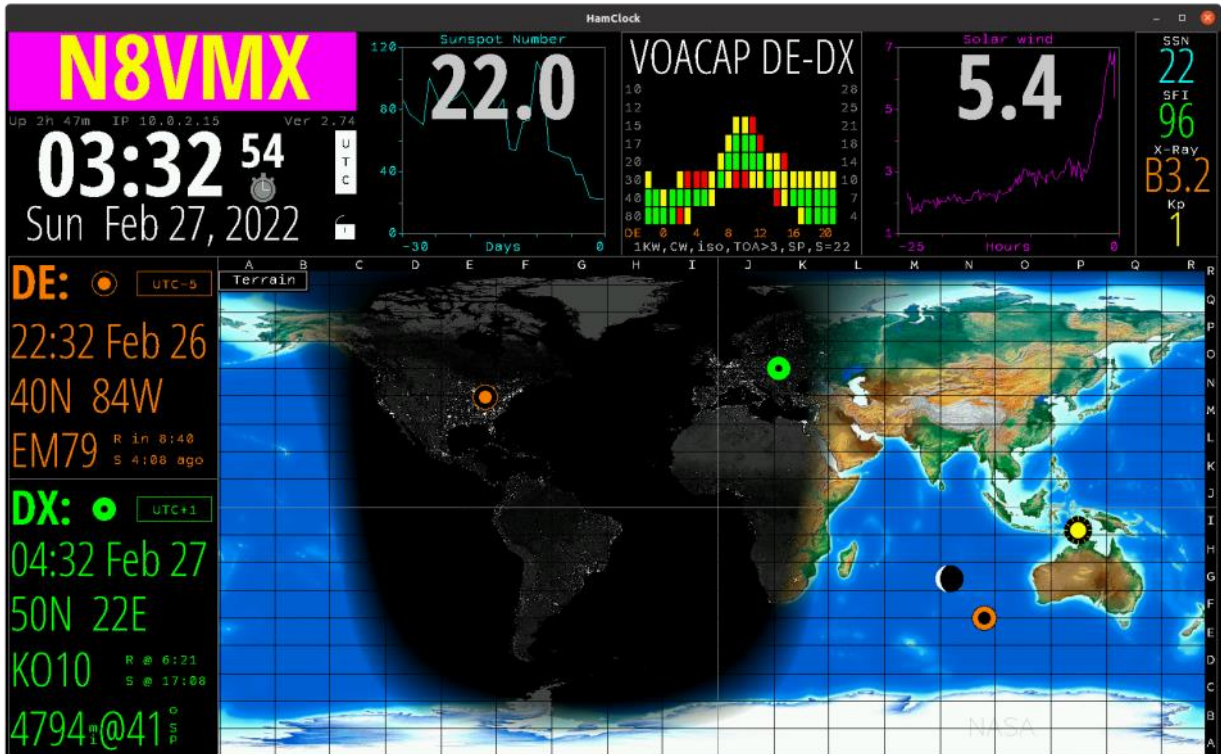 HamClock
N8VMX
Up 2h 47m IP 10.0.2.15 Ver 2.74
03:32 54
UTC
Sun Feb 27, 2022
Sunspot Number
22.0
120
80
40
0
-30 Days 0
VOACAP DE-DX
10 28
12 25
15 21
17 18
20 14
30 10
40 7
80 4
DE 0 4 8 12 16 20
1KW,CW,iso,TOA>3,SP,S=22
Solar wind
5.4
7
5
3
1
-25 Hours 0
SSN
22
SFI
96
X-Ray
B3.2
Kp
1
DE: UTC-5
22:32 Feb 26
40N 84W
EM79 R in 8:40
S 4:08 ago
DX: UTC+1
04:32 Feb 27
50N 22E
KO10 R @ 6:21
S @ 17:08
4794mi@41° SP
A B C D E F G H I J K L M N O P Q R
Terrain
R
Q
P
O
N
M
L
K
J
I
H
G
F
E
D
C
B
A
NASA